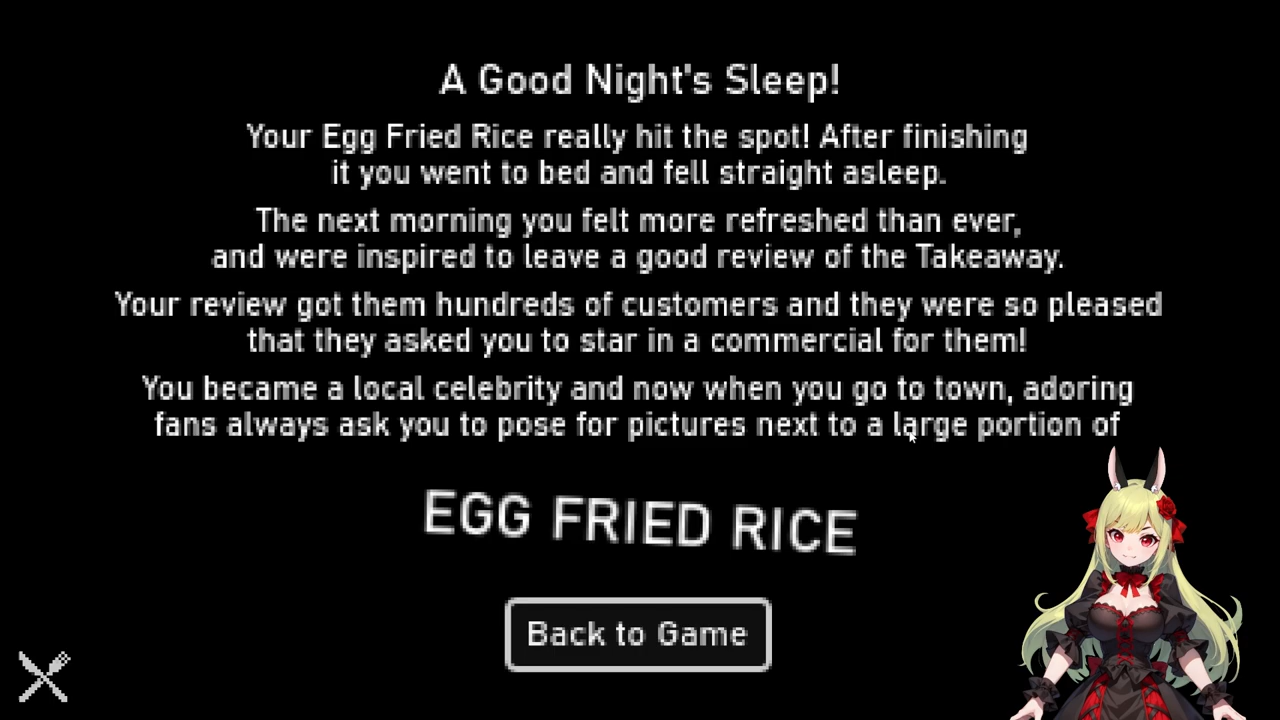 A Good Night's Sleep!
Your Egg Fried Rice really hit the spot! After finishing
it you went to bed and fell straight asleep.
The next morning you felt more refreshed than ever,
and were inspired to leave a good review of the Takeaway.
Your review got them hundreds of customers and they were so pleased
that they asked you to star in a commercial for them!
You became a local celebrity and now when you go to town, adoring
fans always ask you to pose for pictures next to a large portion of
EGG FRIED RICE
Back to Game